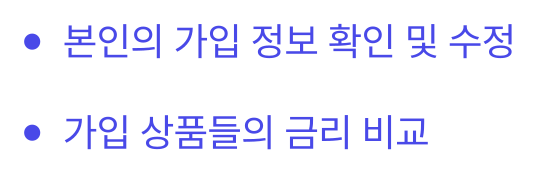 ● 본인의 가입 정보 확인 및 수정
● 가입 상품들의 금리 비교